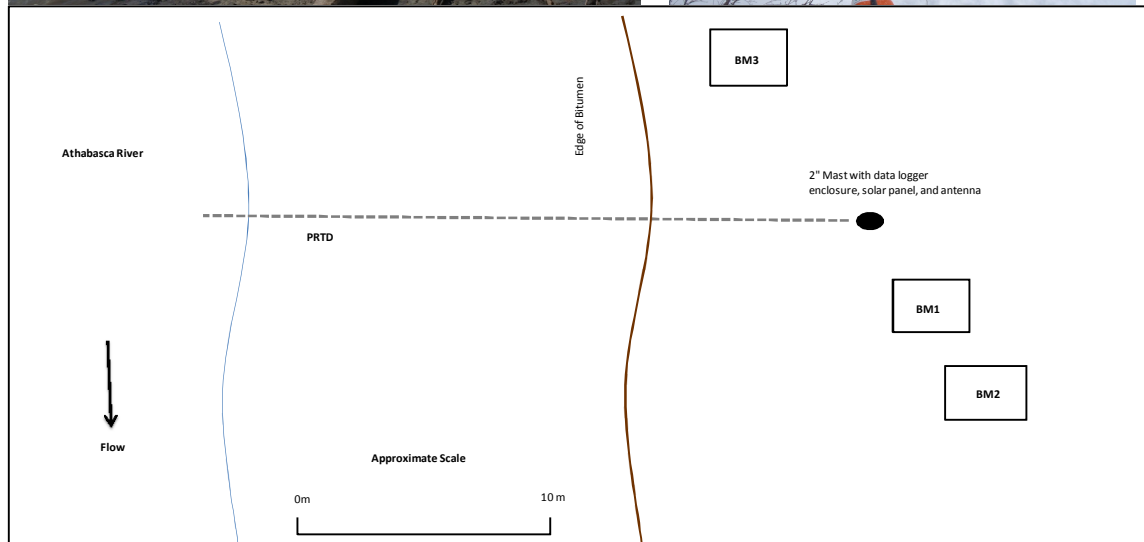 BM3
Edge of Bitumen
Athabasca River
2" Mast with data logger
enclosure, solar panel, and antenna
PRTD
BM1
BM2
Flow
Approximate Scale
0m
10 m